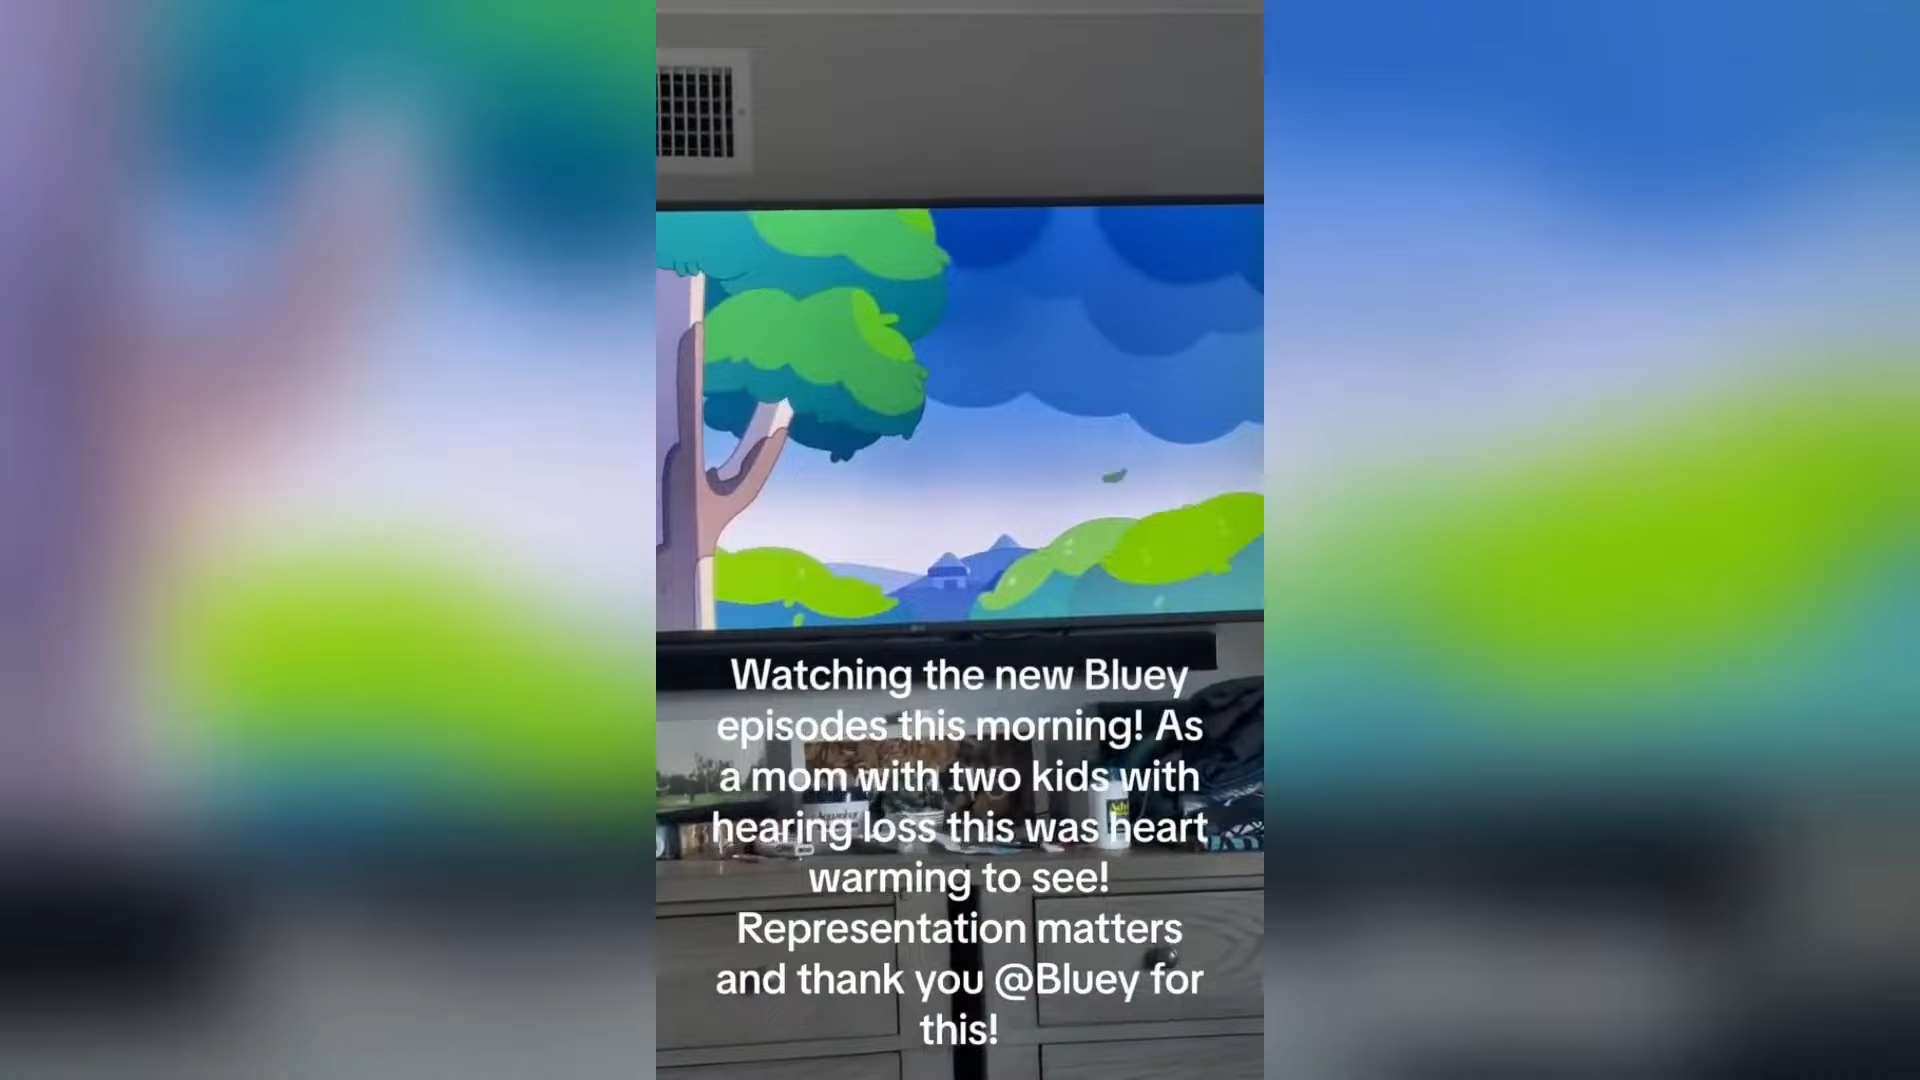 Watching the new Bluey
episodes this morning! As
a mom with two kids with
hearing loss this was heart
warming to see!
Representation matters
and thank you @Bluey for
this!